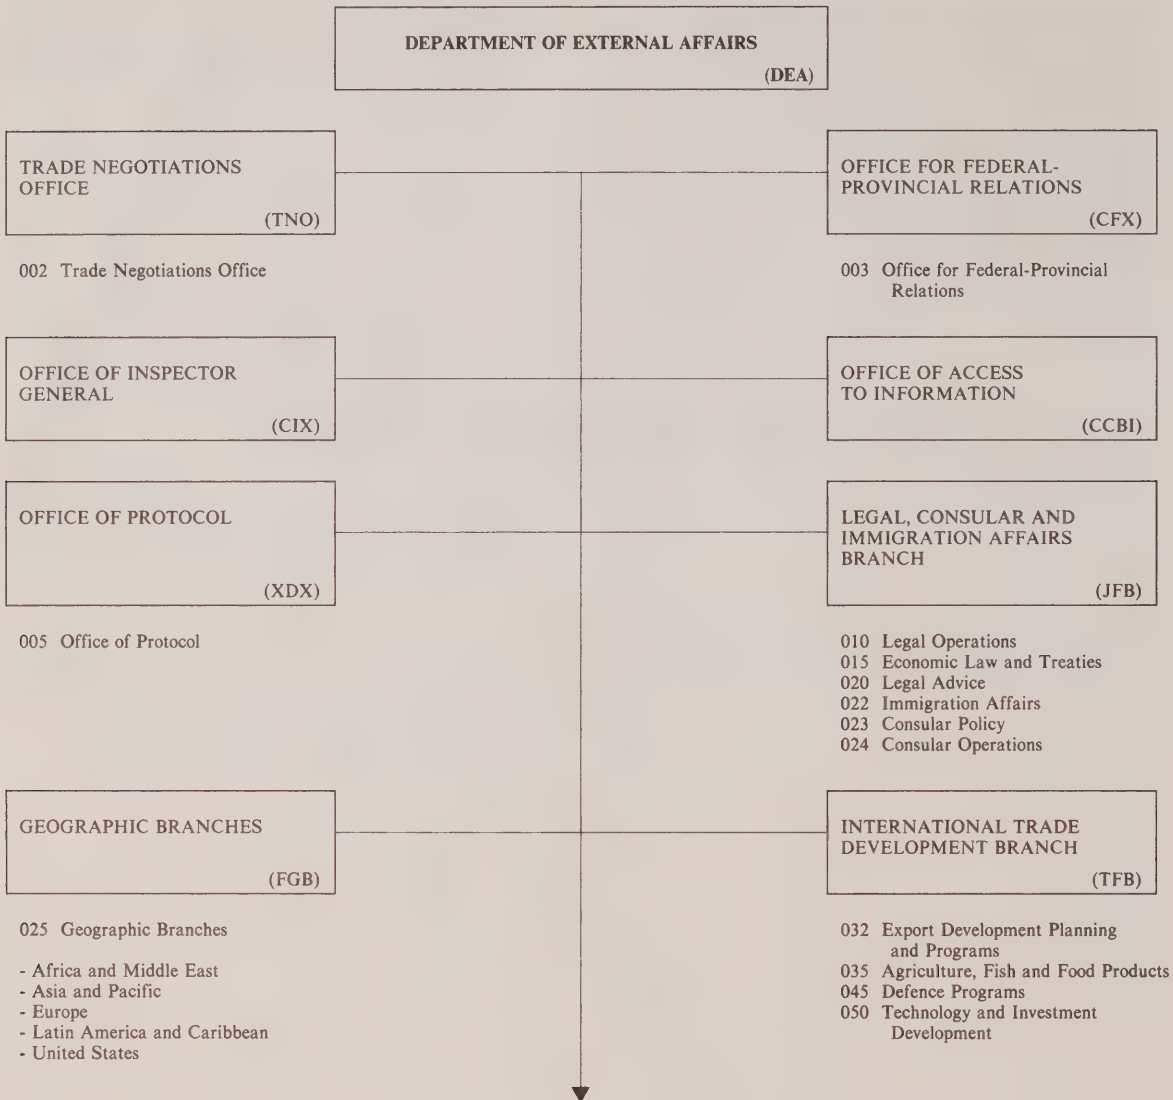 DEPARTMENT OF EXTERNAL AFFAIRS
(DEA)
TRADE NEGOTIATIONS
OFFICE
(TNO)
002 Trade Negotiations Office
OFFICE FOR FEDERAL-
PROVINCIAL RELATIONS
(CFX)
003 Office for Federal-Provincial
Relations
OFFICE OF INSPECTOR
GENERAL
(CIX)
OFFICE OF ACCESS
TO INFORMATION
(CCBI)
OFFICE OF PROTOCOL
(XDX)
005 Office of Protocol
LEGAL, CONSULAR AND
IMMIGRATION AFFAIRS
BRANCH
(JFB)
010 Legal Operations
015 Economic Law and Treaties
020 Legal Advice
022 Immigration Affairs
023 Consular Policy
024 Consular Operations
GEOGRAPHIC BRANCHES
(FGB)
025 Geographic Branches
- Africa and Middle East
- Asia and Pacific
- Europe
- Latin America and Caribbean
- United States
INTERNATIONAL TRADE
DEVELOPMENT BRANCH
(TFB)
032 Export Development Planning
and Programs
035 Agriculture, Fish and Food Products
045 Defence Programs
050 Technology and Investment
Development